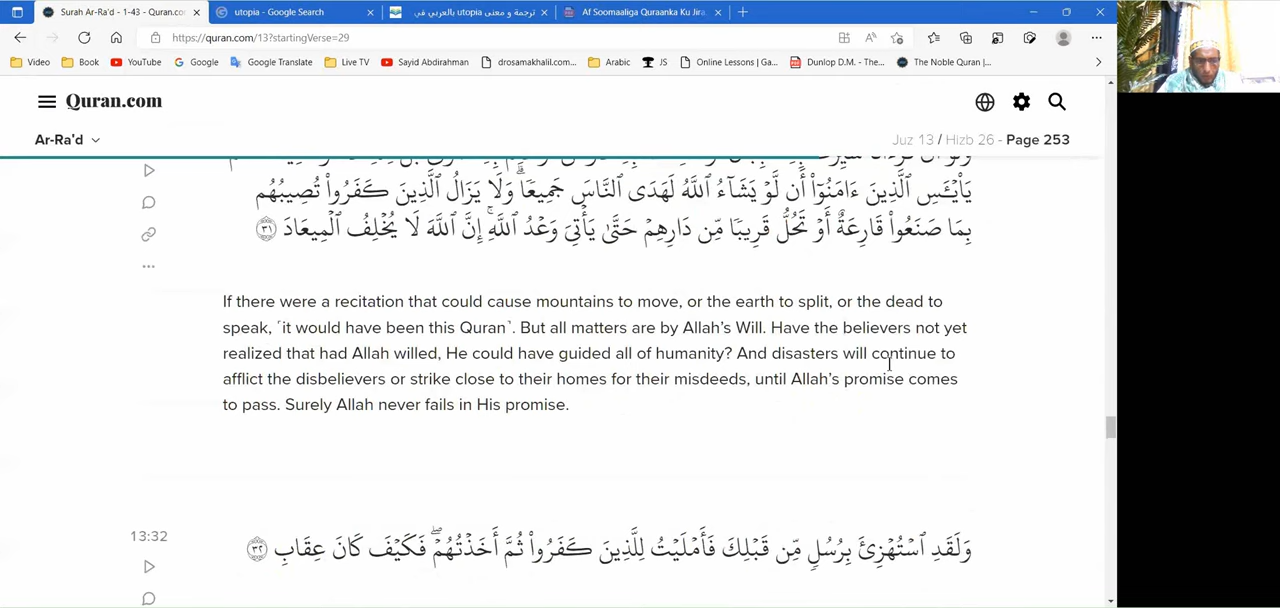 Surah Ar-Ra'd - 1-43 - Quran.co
utopia - Google Search
ترجمة و معنى utopia بالعربي في
Af Soomaaliga Quraanka Ku Jira
https://quran.com/13?startingVerse=29
Video
Book
YouTube
Google
Google Translate
Live TV
Sayid Abdirahman
drosamakhalil.com...
Arabic
JS
Online Lessons | Ga...
Dunlop D.M. - The...
The Noble Quran |...
Quran.com
Ar-Ra'd
Juz 13 / Hizb 26 - Page 253
يَا۟يْـَٔسِ ٱلَّذِينَ ءَامَنُوٓا۟ أَن لَّوْ يَشَآءُ ٱللَّهُ لَهَدَى ٱلنَّاسَ جَمِيعًۭا ۗ وَلَا يَزَالُ ٱلَّذِينَ كَفَرُوا۟ تُصِيبُهُم
بِمَا صَنَعُوا۟ قَارِعَةٌ أَوْ تَحُلُّ قَرِيبًۭا مِّن دَارِهِمْ حَتَّىٰ يَأْتِىَ وَعْدُ ٱللَّهِ ۚ إِنَّ ٱللَّهَ لَا يُخْلِفُ ٱلْمِيعَادَ ٣١
If there were a recitation that could cause mountains to move, or the earth to split, or the dead to
speak, ˹it would have been this Quran˺. But all matters are by Allah's Will. Have the believers not yet
realized that had Allah willed, He could have guided all of humanity? And disasters will continue to
afflict the disbelievers or strike close to their homes for their misdeeds, until Allah's promise comes
to pass. Surely Allah never fails in His promise.
13:32
وَلَقَدِ ٱسْتُهْزِئَ بِرُسُلٍۢ مِّن قَبْلِكَ فَأَمْلَيْتُ لِلَّذِينَ كَفَرُوا۟ ثُمَّ أَخَذْتُهُمْ ۖ فَكَيْفَ كَانَ عِقَابِ ٣٢